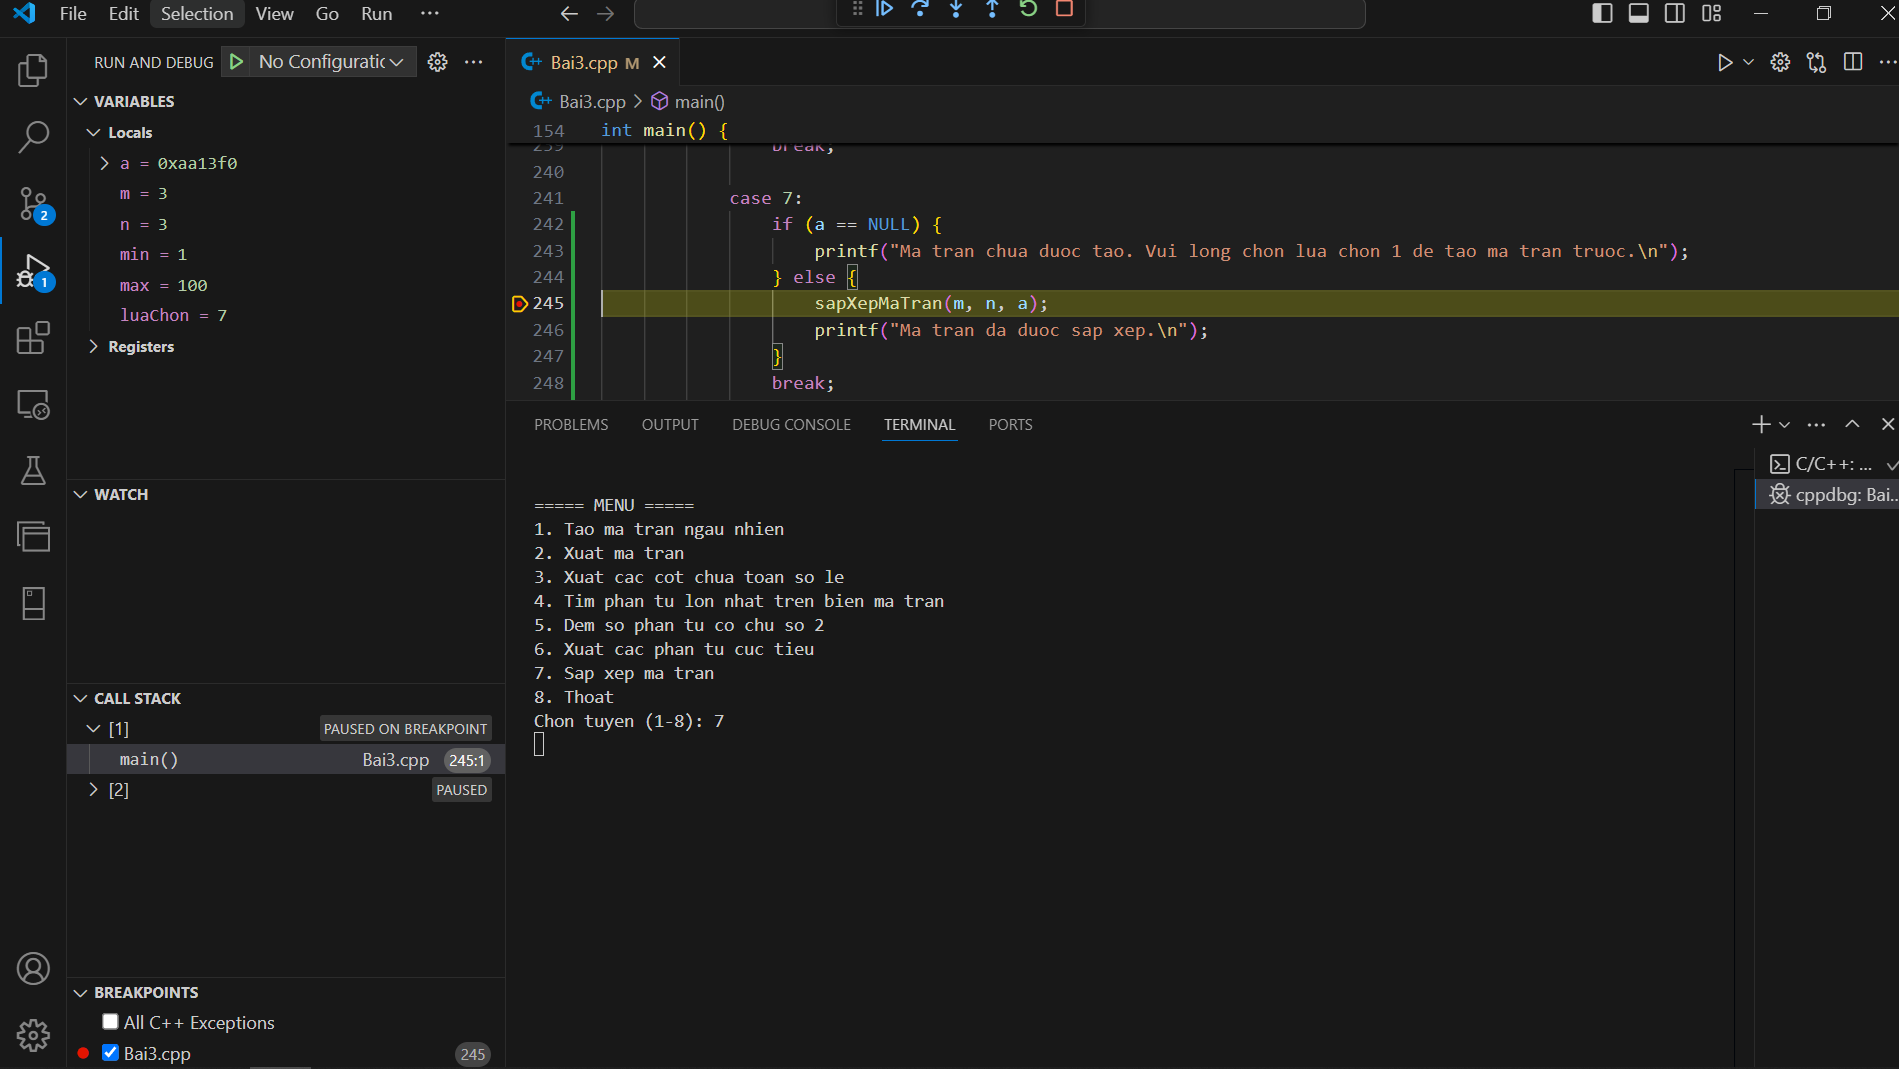 File Edit Selection View Go Run ...
RUN AND DEBUG No Configuratic
VARIABLES
Locals
a = 0xaa13f0
m = 3
n = 3
min = 1
max = 100
luaChon = 7
Registers
WATCH
CALL STACK
[1] PAUSED ON BREAKPOINT
main() Bai3.cpp 245:1
[2] PAUSED
BREAKPOINTS
All C++ Exceptions
Bai3.cpp 245
2
1
Bai3.cpp M
Bai3.cpp > main()
154 int main() {
239 break;
240
241 case 7:
242 if (a == NULL) {
243 printf("Ma tran chua duoc tao. Vui long chon lua chon 1 de tao ma tran truoc.\n");
244 } else {
245 sapXepMaTran(m, n, a);
246 printf("Ma tran da duoc sap xep.\n");
247 }
248 break;
PROBLEMS OUTPUT DEBUG CONSOLE TERMINAL PORTS
===== MENU =====
1. Tao ma tran ngau nhien
2. Xuat ma tran
3. Xuat cac cot chua toan so le
4. Tim phan tu lon nhat tren bien ma tran
5. Dem so phan tu co chu so 2
6. Xuat cac phan tu cuc tieu
7. Sap xep ma tran
8. Thoat
Chon tuyen (1-8): 7
C/C++: ...
cppdbg: Bai...